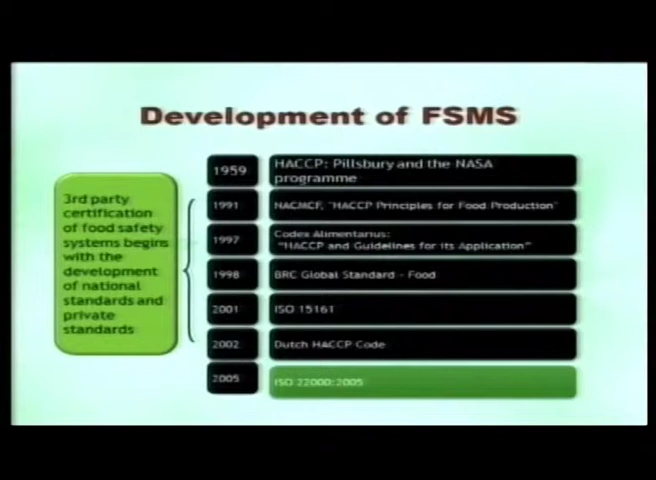 Development of FSMS
3rd party
certification
of food safety
systems begins
with the
development
of national
standards and
private
standards
1959
HACCP: Pillsbury and the NASA
programme
1991
NACMCF, "HACCP Principles for Food Production"
1997
Codex Alimentarius:
"HACCP and Guidelines for its Application"
1998
BRC Global Standard - Food
2001
ISO 15161
2002
Dutch HACCP Code
2005
ISO 22000:2005